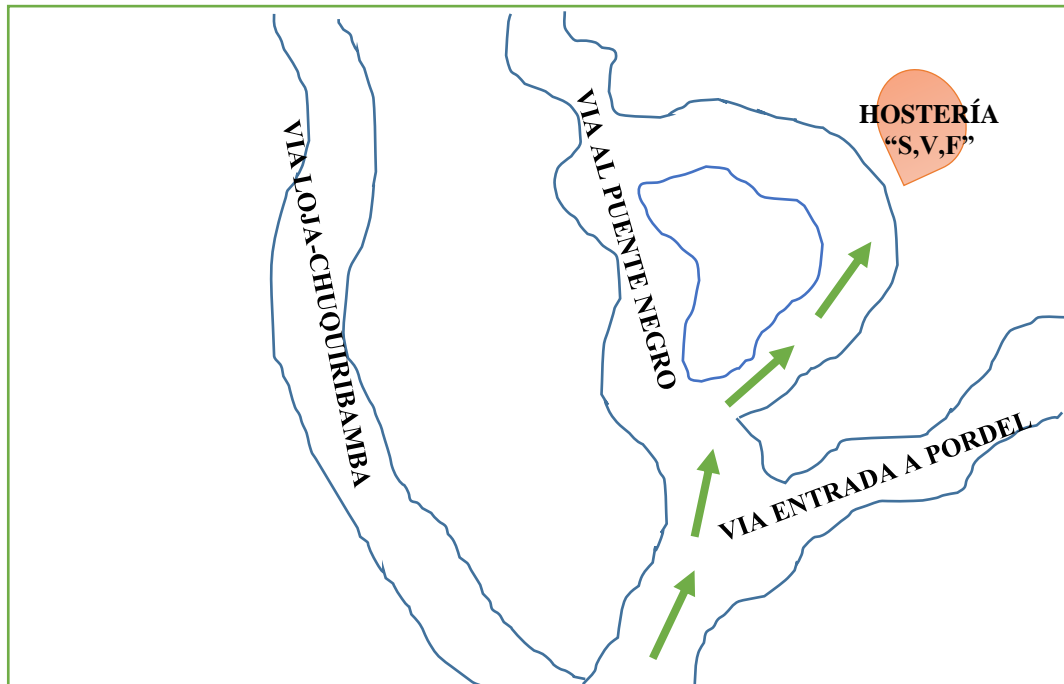 VIA LOJA-CHUQUIRIBAMBA
VIA AL PUENTE NEGRO
HOSTERÍA
“S,V,F”
VIA ENTRADA A PORDEL